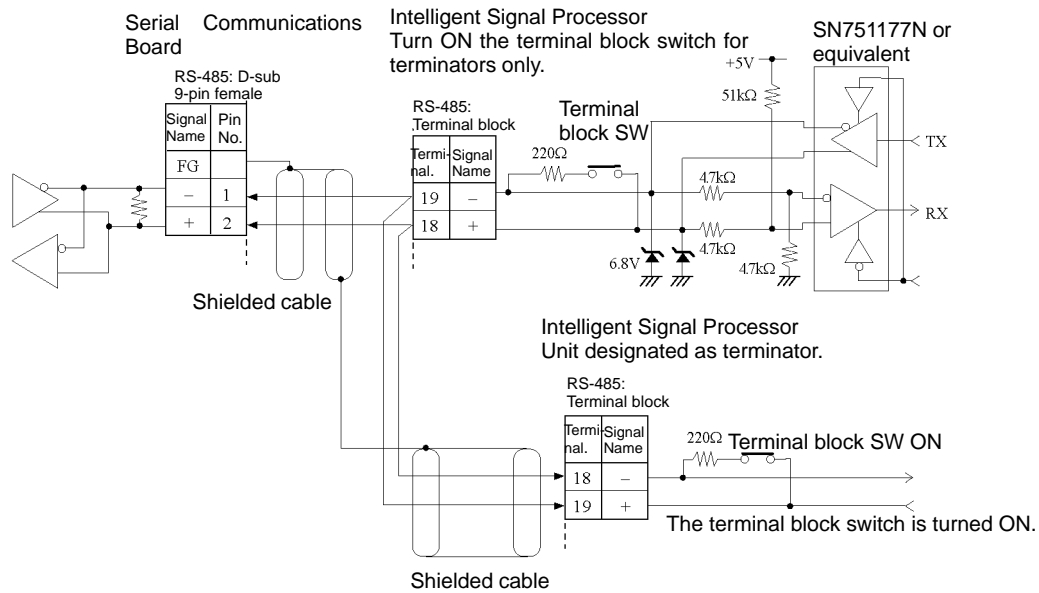 Serial Communications
Board
RS-485: D-sub
9-pin female
Signal Name Pin No.
FG
– 1
+ 2
Shielded cable
Intelligent Signal Processor
Turn ON the terminal block switch for
terminators only.
RS-485:
Terminal block
Termi-nal. Signal Name
19 –
18 +
Terminal
block SW
220Ω
+5V
51kΩ
4.7kΩ
4.7kΩ
4.7kΩ
6.8V
SN751177N or
equivalent
TX
RX
Intelligent Signal Processor
Unit designated as terminator.
RS-485:
Terminal block
Termi-nal. Signal Name
18 –
19 +
220Ω
Terminal block SW ON
The terminal block switch is turned ON.
Shielded cable